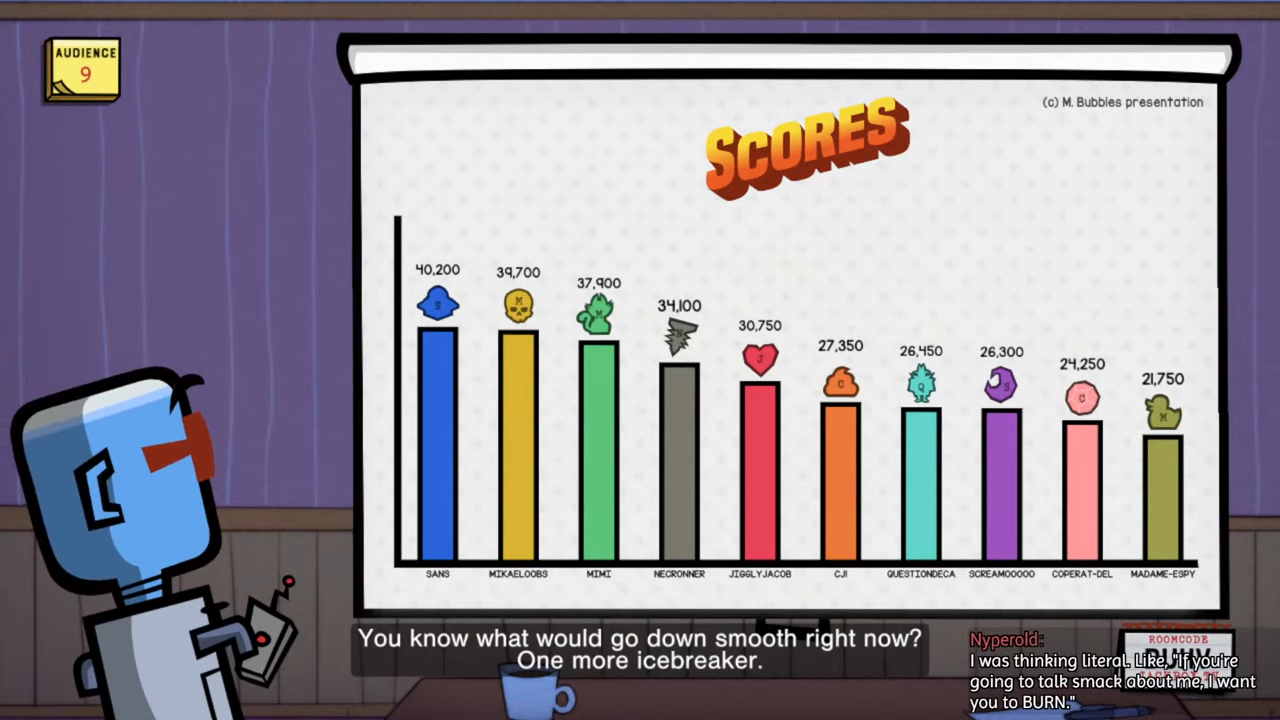 AUDIENCE
9
(c) M. Bubbles presentation
SCORES
40,200
39,700
37,900
34,100
30,750
27,350
26,450
26,300
24,250
21,750
S
M
M
N
J
C
Q
S
C
M
SANS
MIKAELOOBS
MIMI
NECRONNER
JIGGLYJACOB
CJ!
QUESTIONDECA
SCREAMOOOOO
COPERAT-DEL
MADAME-ESPY
You know what would go down smooth right now?
One more icebreaker.
ROOMCODE
Nyperold:
I was thinking literal. Like, "If you're
going to talk smack about me, I want
you to BURN."